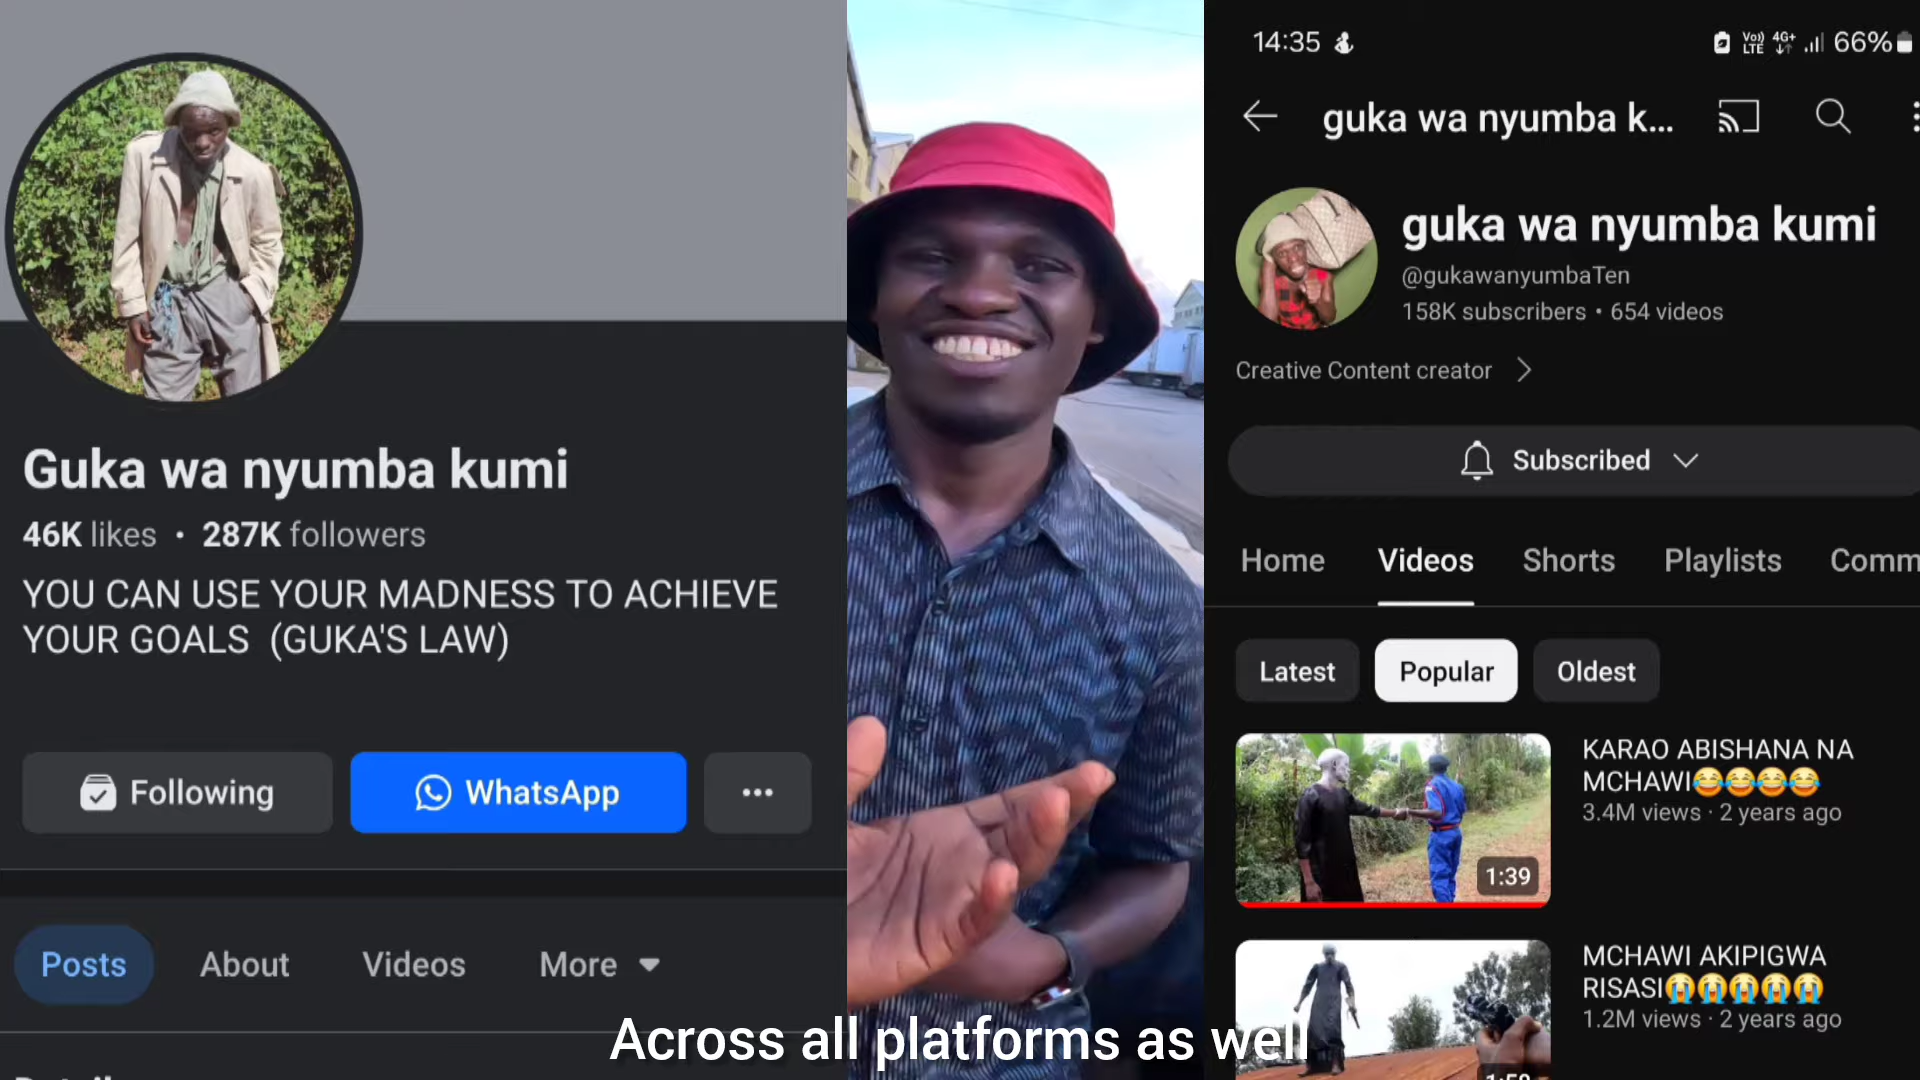 Guka wa nyumba kumi
46K likes • 287K followers
YOU CAN USE YOUR MADNESS TO ACHIEVE
YOUR GOALS (GUKA'S LAW)
Following
WhatsApp
Posts About Videos More
14:35
Vo)) LTE 4G+ 66%
guka wa nyumba k...
guka wa nyumba kumi
@gukawanyumbaTen
158K subscribers • 654 videos
Creative Content creator
Subscribed
Home Videos Shorts Playlists Comm
Latest Popular Oldest
KARAO ABISHANA NA
MCHAWI😂😂😂😂
3.4M views · 2 years ago
1:39
MCHAWI AKIPIGWA
RISASI😭😭😭😭😭
1.2M views · 2 years ago
Across all platforms as well